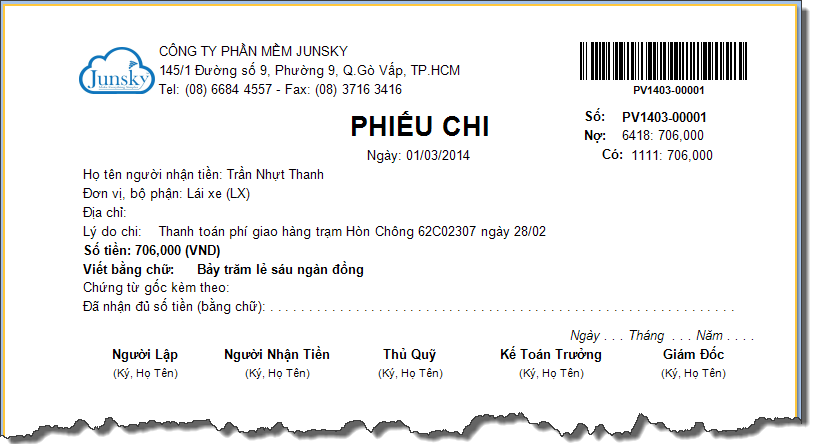 Junsky
CÔNG TY PHẦN MỀM JUNSKY
145/1 Đường số 9, Phường 9, Q.Gò Vấp, TP.HCM
Tel: (08) 6684 4557 - Fax: (08) 3716 3416
PV1403-00001
PHIẾU CHI
Ngày: 01/03/2014
Số: PV1403-00001
Nợ: 6418: 706,000
Có: 1111: 706,000
Họ tên người nhận tiền: Trần Nhựt Thanh
Đơn vị, bộ phận: Lái xe (LX)
Địa chỉ:
Lý do chi: Thanh toán phí giao hàng trạm Hòn Chông 62C02307 ngày 28/02
Số tiền: 706,000 (VND)
Viết bằng chữ: Bảy trăm lẻ sáu ngàn đồng
Chứng từ gốc kèm theo:
Đã nhận đủ số tiền (bằng chữ): . . . . . . . . . . . . . . . . . . . . . . . . . . . . . . . . . . . . . . . . . . . . . . . . . . . . . . . .
Ngày . . . Tháng . . . Năm . . . .
Người Lập Người Nhận Tiền Thủ Quỹ Kế Toán Trưởng Giám Đốc
(Ký, Họ Tên) (Ký, Họ Tên) (Ký, Họ Tên) (Ký, Họ Tên) (Ký, Họ Tên)